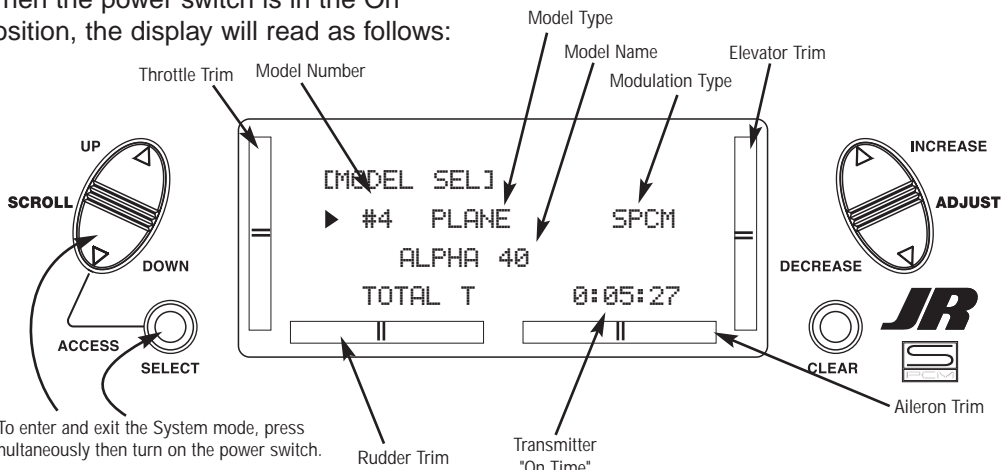 when the power switch is in the On
position, the display will read as follows:
Model Type
Model Name
Throttle Trim
Model Number
Modulation Type
Elevator Trim
UP
SCROLL
DOWN
ACCESS
SELECT
[MODEL SEL]
▶ #4 PLANE SPCM
ALPHA 40
TOTAL T 0:05:27
INCREASE
ADJUST
DECREASE
CLEAR
JR
S
PCM
To enter and exit the System mode, press
multaneously then turn on the power switch.
Rudder Trim
Transmitter
"On Time"
Aileron Trim